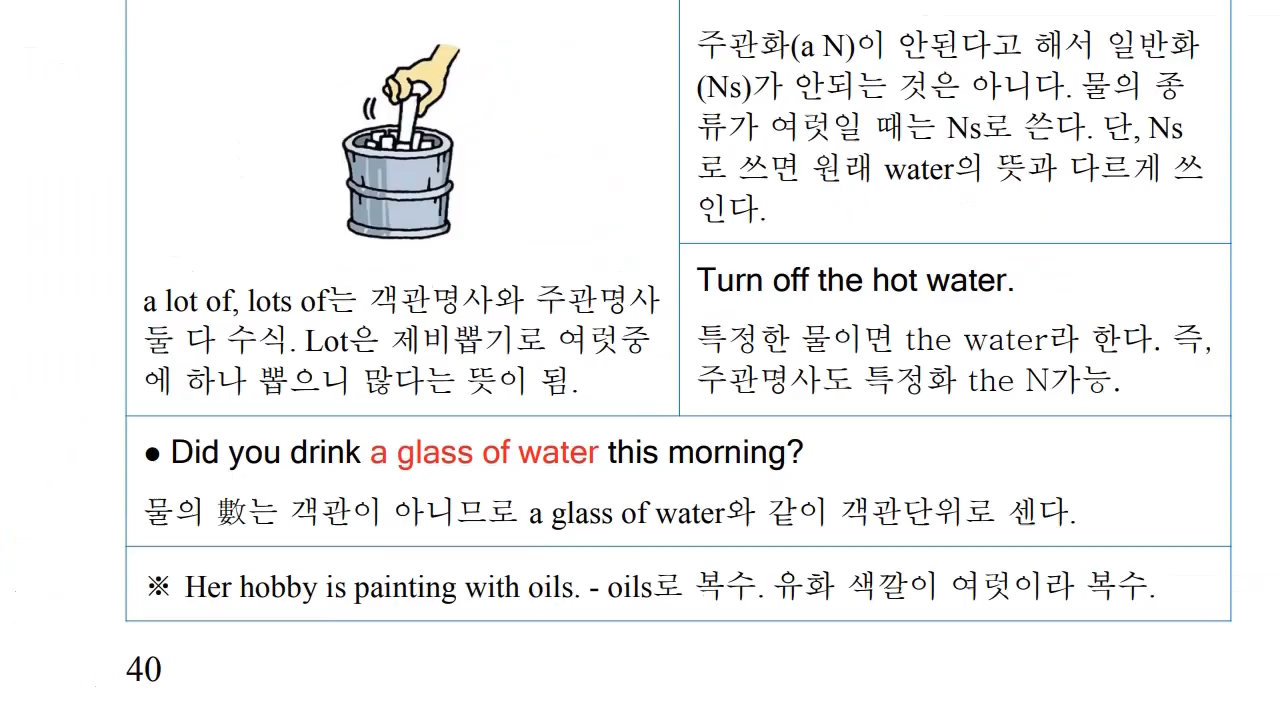 a lot of, lots of는 객관명사와 주관명사
둘 다 수식. Lot은 제비뽑기로 여럿중
에 하나 뽑으니 많다는 뜻이 됨.
주관화(a N)이 안된다고 해서 일반화
(Ns)가 안되는 것은 아니다. 물의 종
류가 여럿일 때는 Ns로 쓴다. 단, Ns
로 쓰면 원래 water의 뜻과 다르게 쓰
인다.
Turn off the hot water.
특정한 물이면 the water라 한다. 즉,
주관명사도 특정화 the N가능.
● Did you drink a glass of water this morning?
물의 數는 객관이 아니므로 a glass of water와 같이 객관단위로 센다.
※ Her hobby is painting with oils. - oils로 복수. 유화 색깔이 여럿이라 복수.
40